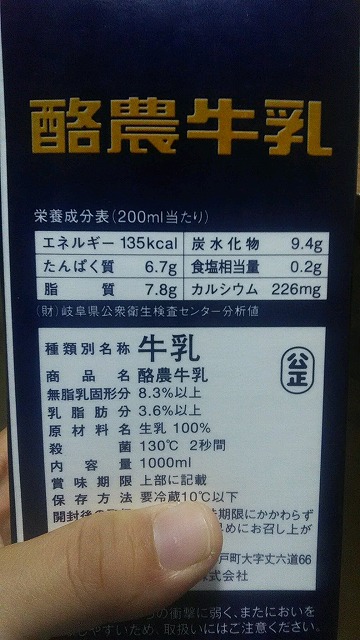 酪農牛乳
栄養成分表(200ml当たり)
エネルギー 135kcal 炭水化物 9.4g
たんぱく質 6.7g 食塩相当量 0.2g
脂質 7.8g カルシウム 226mg
(財)岐阜県公衆衛生検査センター分析値
種類別名称 牛乳
公正
商品名 酪農牛乳
無脂乳固形分 8.3%以上
乳脂肪分 3.6%以上
原材料名 生乳 100%
殺菌 130℃ 2秒間
内容量 1000ml
賞味期限 上部に記載
保存方法 要冷蔵10℃以下
開封後の 期限にかかわらず
めにお召し上が
戸町大字丈六道66
株式会社
の衝撃に弱く、またにおいを
しやすいため、取扱いにはご注意ください。